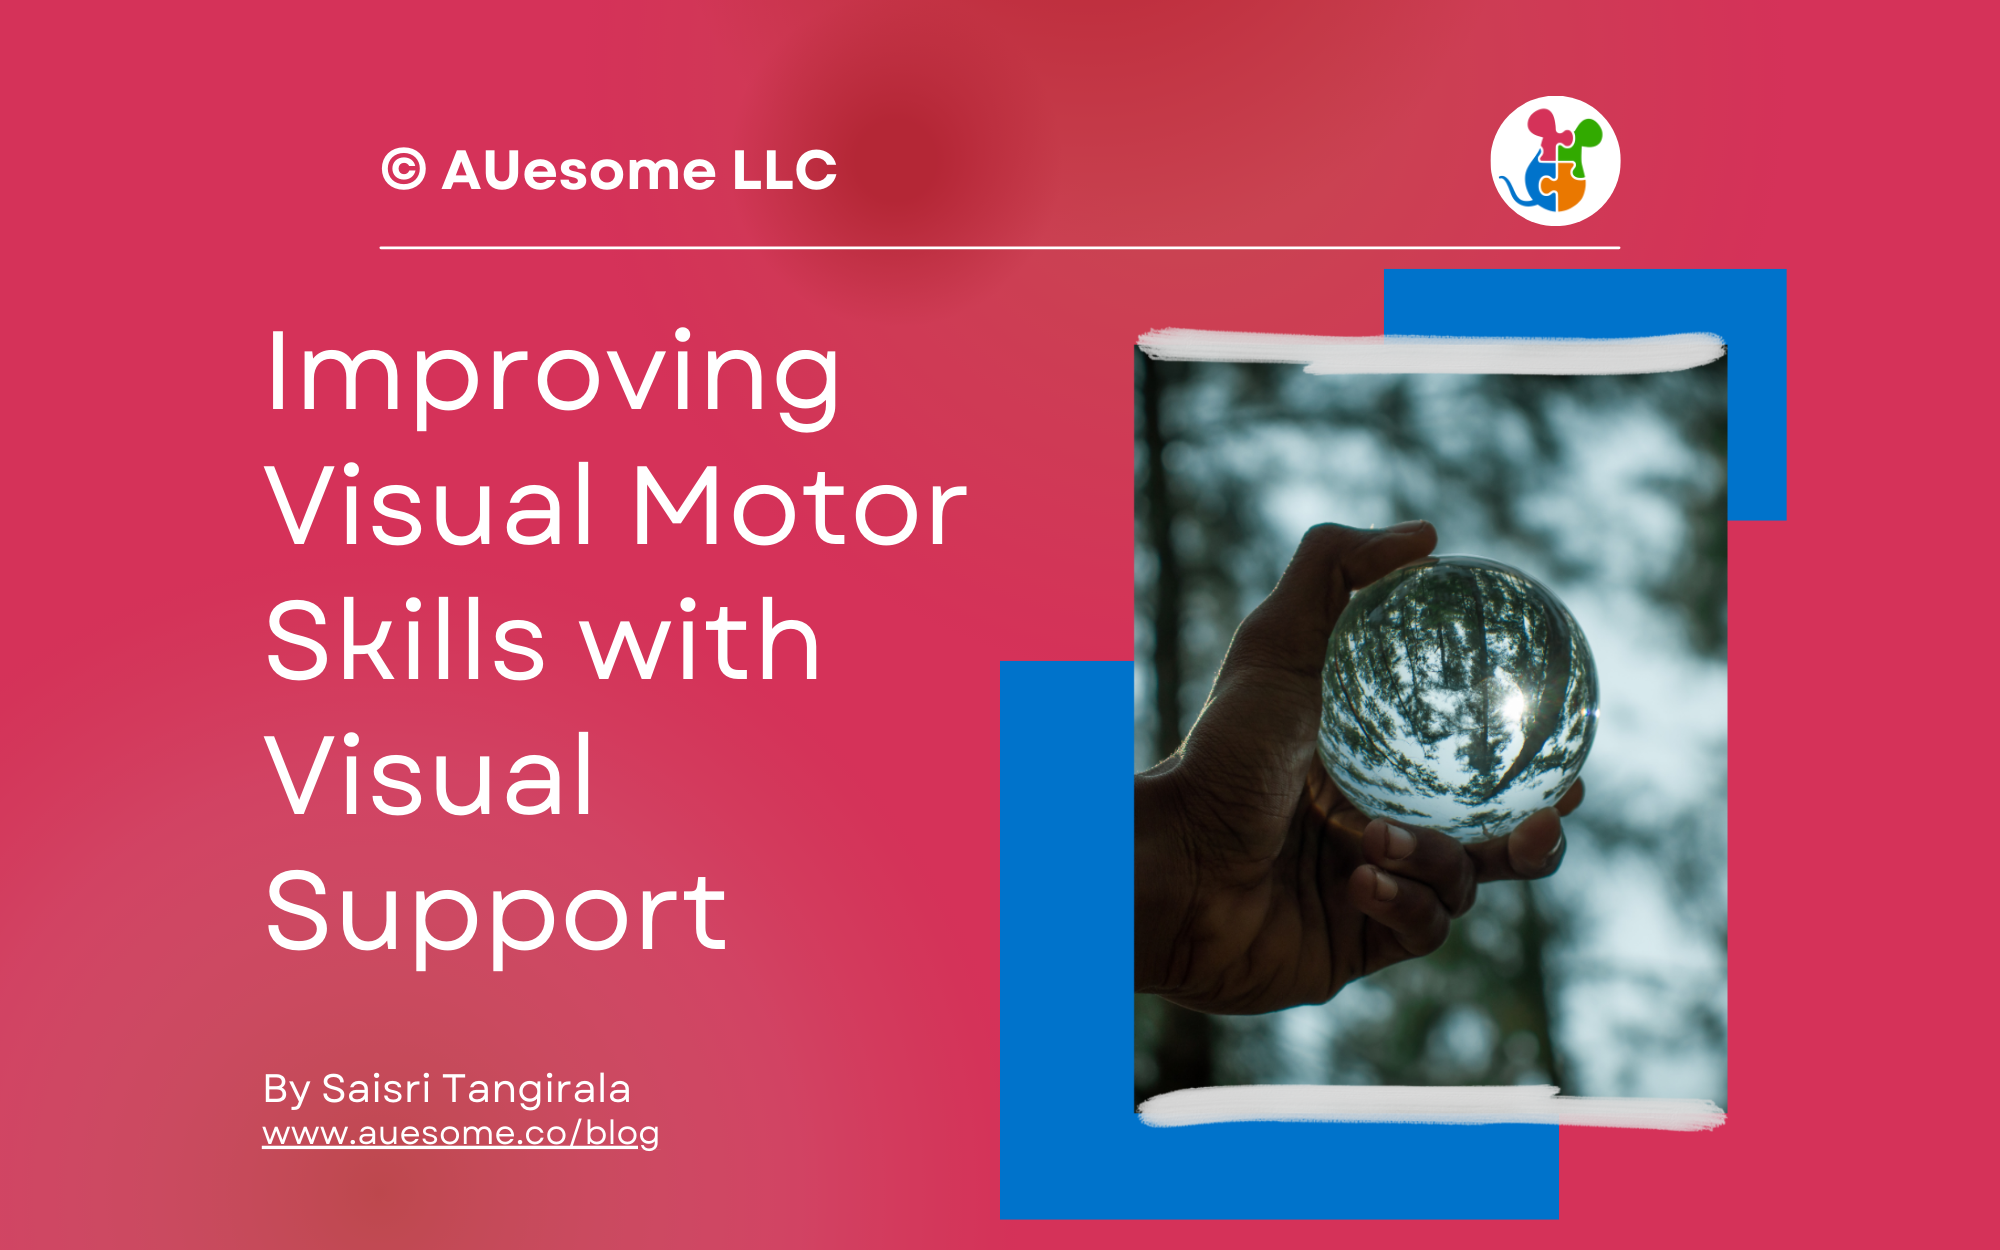 © AUesome LLC
Improving
Visual Motor
Skills with
Visual
Support
By Saisri Tangirala
www.auesome.co/blog